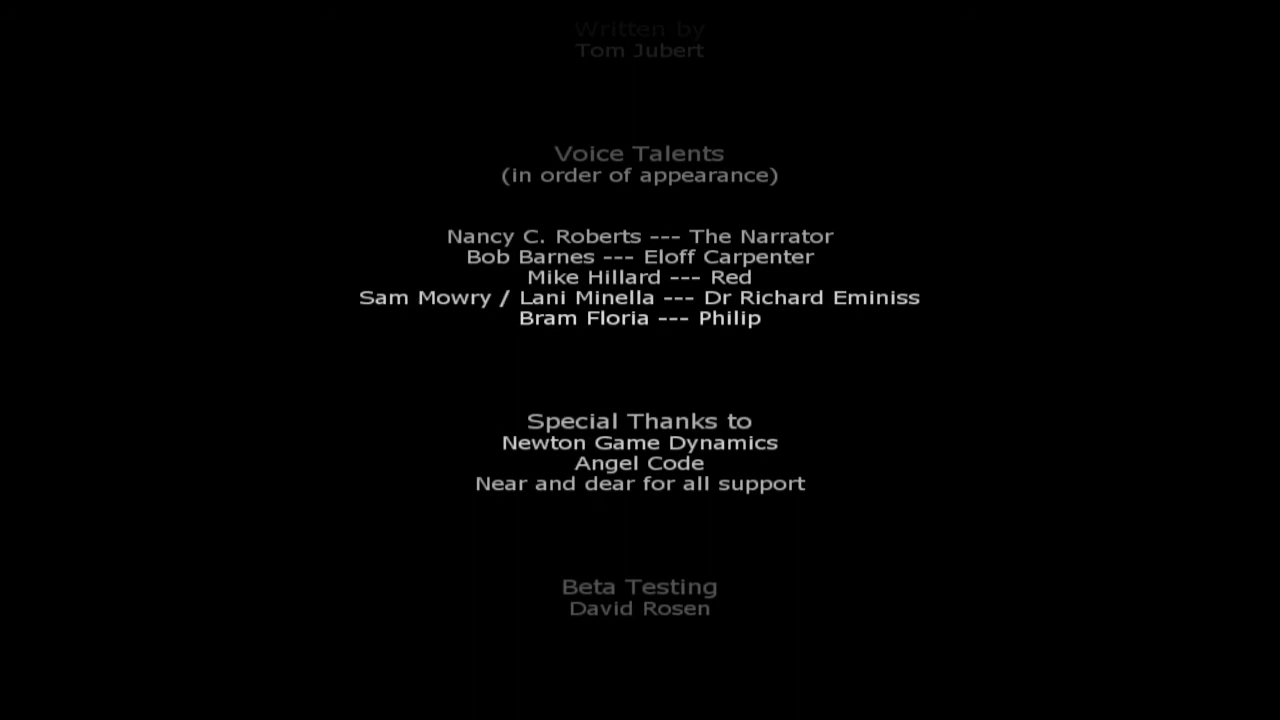 Written by
Tom Jubert
Voice Talents
(in order of appearance)
Nancy C. Roberts --- The Narrator
Bob Barnes --- Eloff Carpenter
Mike Hillard --- Red
Sam Mowry / Lani Minella --- Dr Richard Eminiss
Bram Floria --- Philip
Special Thanks to
Newton Game Dynamics
Angel Code
Near and dear for all support
Beta Testing
David Rosen